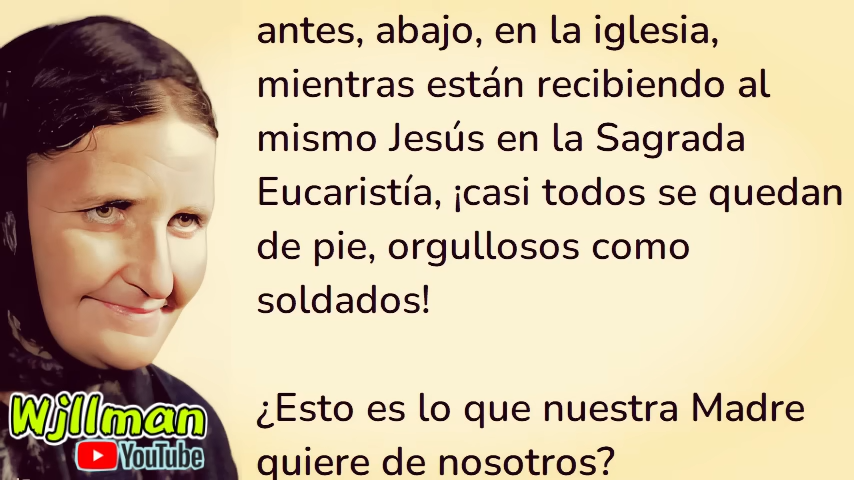 antes, abajo, en la iglesia,
mientras están recibiendo al
mismo Jesús en la Sagrada
Eucaristía, ¡casi todos se quedan
de pie, orgullosos como
soldados!
¿Esto es lo que nuestra Madre
quiere de nosotros?
Wjllman
YouTube